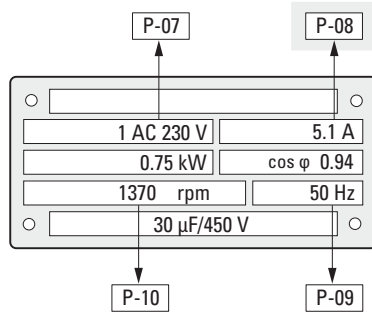 P-07 P-08
1 AC 230 V 5.1 A
0.75 kW cos φ 0.94
1370 rpm 50 Hz
30 μF/450 V
P-10 P-09